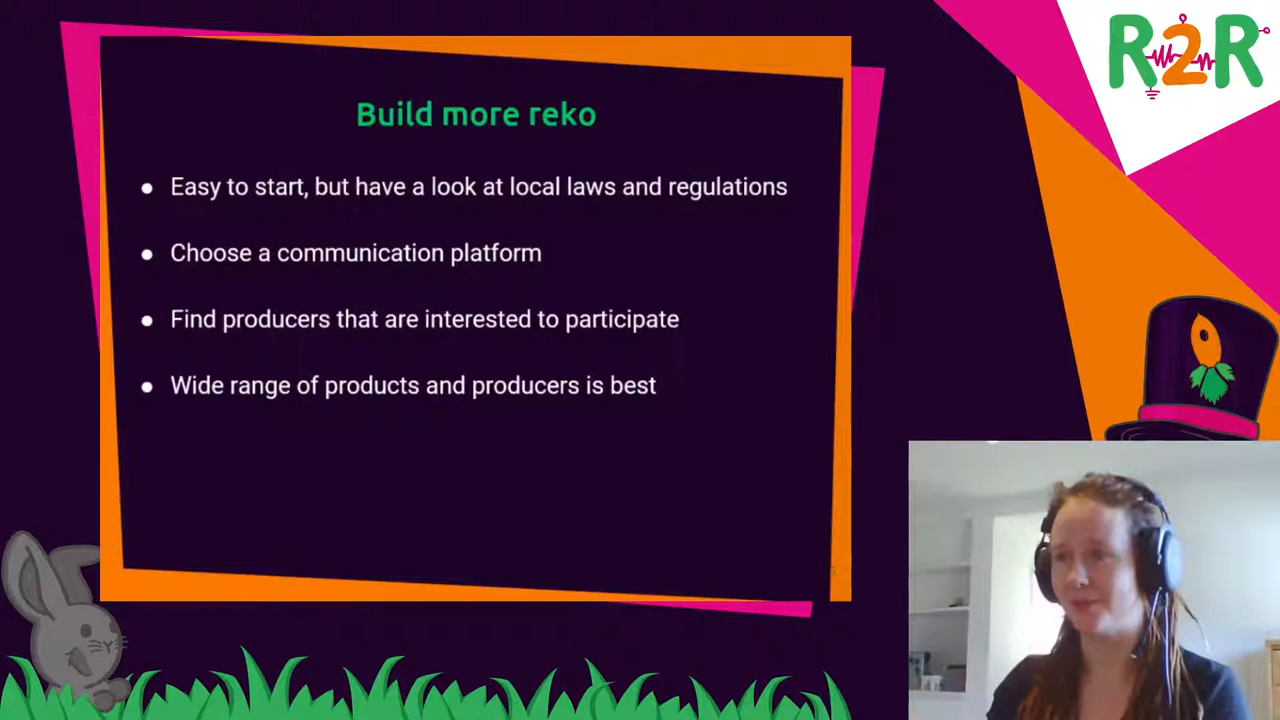 R2R
Build more reko
● Easy to start, but have a look at local laws and regulations
● Choose a communication platform
● Find producers that are interested to participate
● Wide range of products and producers is best